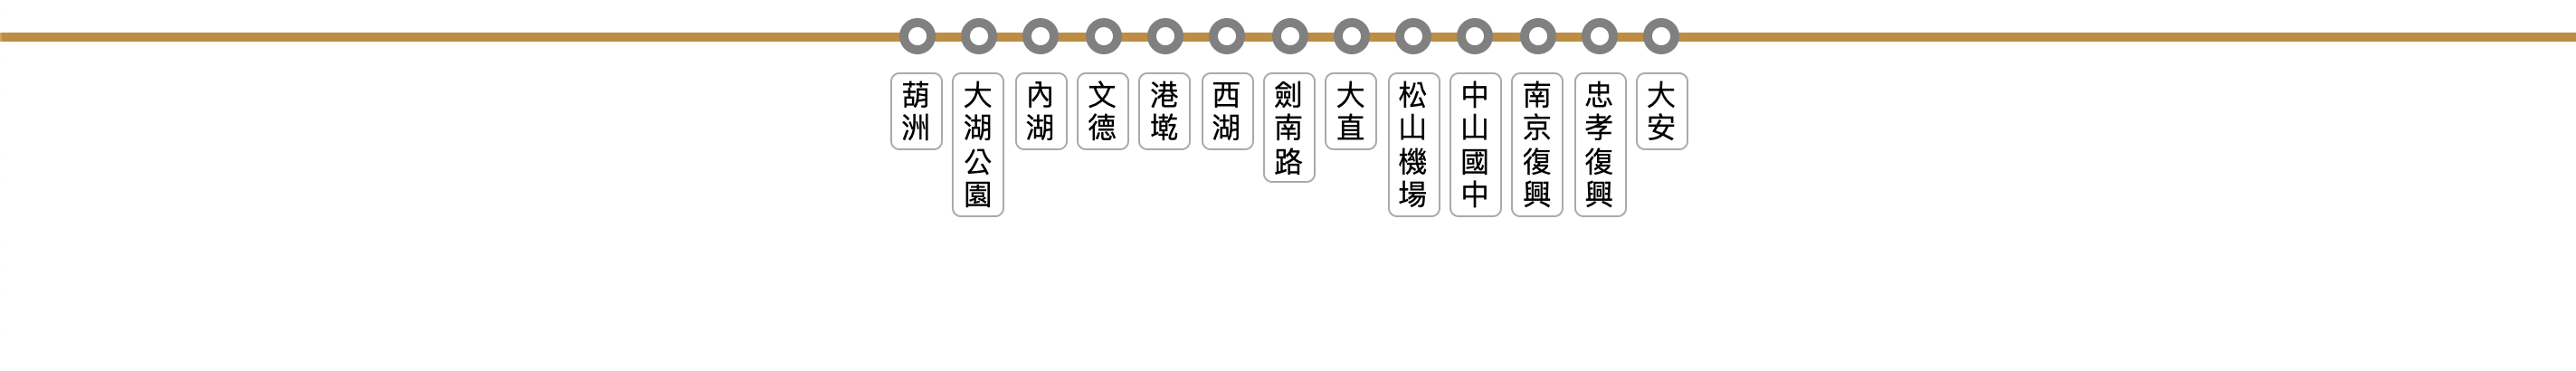 葫洲
大湖公園
內湖
文德
港墘
西湖
劍南路
大直
松山機場
中山國中
南京復興
忠孝復興
大安